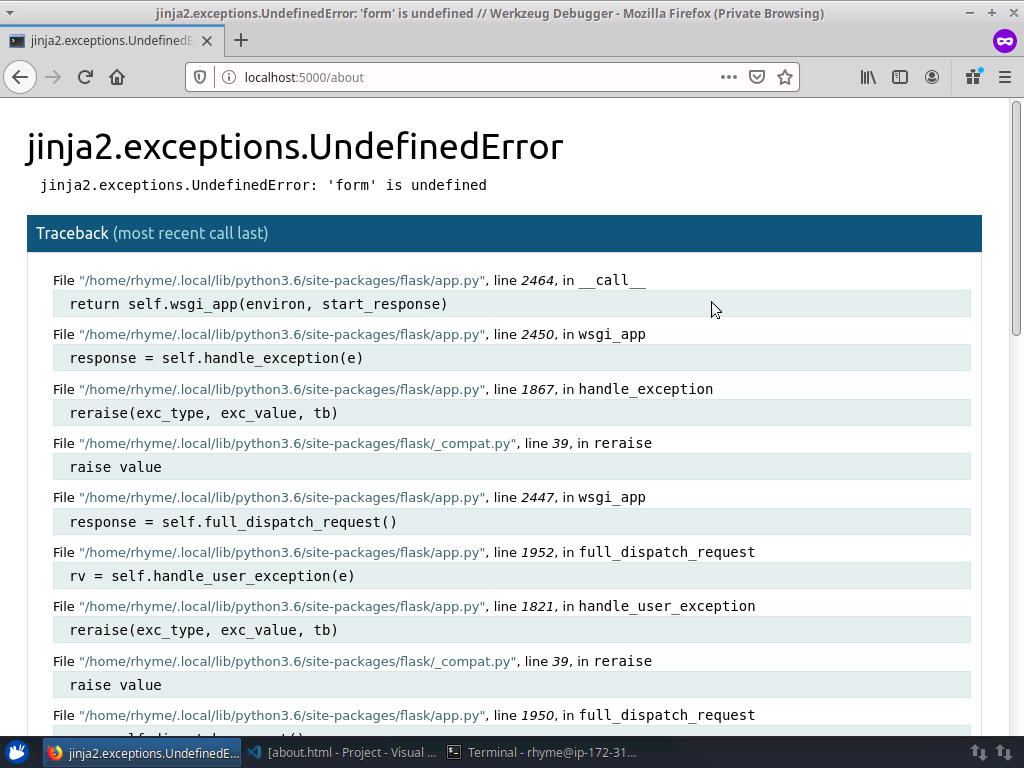 jinja2.exceptions.UndefinedError: 'form' is undefined // Werkzeug Debugger - Mozilla Firefox (Private Browsing)
jinja2.exceptions.UndefinedE
localhost:5000/about
jinja2.exceptions.UndefinedError
jinja2.exceptions.UndefinedError: 'form' is undefined
Traceback (most recent call last)
File "/home/rhyme/.local/lib/python3.6/site-packages/flask/app.py", line 2464, in __call__
return self.wsgi_app(environ, start_response)
File "/home/rhyme/.local/lib/python3.6/site-packages/flask/app.py", line 2450, in wsgi_app
response = self.handle_exception(e)
File "/home/rhyme/.local/lib/python3.6/site-packages/flask/app.py", line 1867, in handle_exception
reraise(exc_type, exc_value, tb)
File "/home/rhyme/.local/lib/python3.6/site-packages/flask/_compat.py", line 39, in reraise
raise value
File "/home/rhyme/.local/lib/python3.6/site-packages/flask/app.py", line 2447, in wsgi_app
response = self.full_dispatch_request()
File "/home/rhyme/.local/lib/python3.6/site-packages/flask/app.py", line 1952, in full_dispatch_request
rv = self.handle_user_exception(e)
File "/home/rhyme/.local/lib/python3.6/site-packages/flask/app.py", line 1821, in handle_user_exception
reraise(exc_type, exc_value, tb)
File "/home/rhyme/.local/lib/python3.6/site-packages/flask/_compat.py", line 39, in reraise
raise value
File "/home/rhyme/.local/lib/python3.6/site-packages/flask/app.py", line 1950, in full_dispatch_request
jinja2.exceptions.UndefinedE... [about.html - Project - Visual ... Terminal - rhyme@ip-172-31...